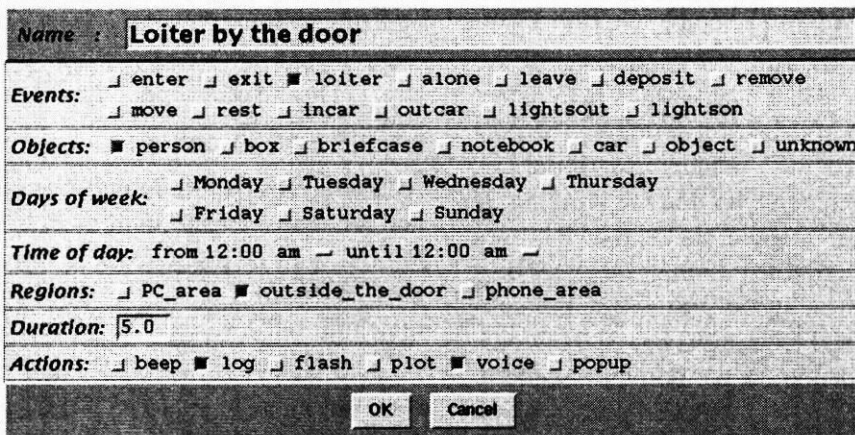 Name : Loiter by the door
Events: enter exit loiter alone leave deposit remove
move rest incar outcar lightsout lightson
Objects: person box briefcase notebook car object unknown
Days of week: Monday Tuesday Wednesday Thursday
Friday Saturday Sunday
Time of day: from 12:00 am until 12:00 am
Regions: PC_area outside_the_door phone_area
Duration: 5.0
Actions: beep log flash plot voice popup
OK Cancel